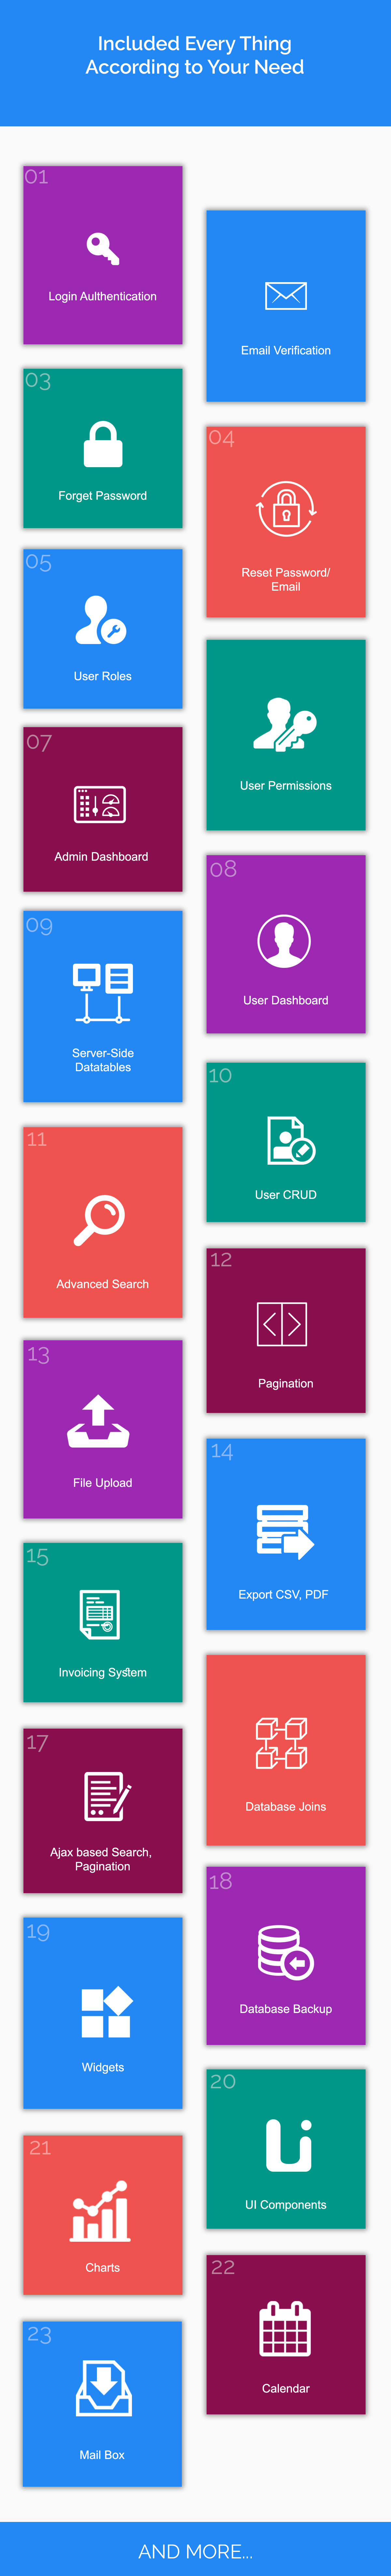 Included Every Thing
According to Your Need
01
Login Aulthentication
Email Verification
03
Forget Password
04
Reset Password/
Email
05
User Roles
User Permissions
07
Admin Dashboard
08
User Dashboard
09
Server-Side
Datatables
10
User CRUD
11
Advanced Search
12
Pagination
13
File Upload
14
Export CSV, PDF
15
Invoicing System
Database Joins
17
Ajax based Search,
Pagination
18
Database Backup
19
Widgets
20
UI Components
21
Charts
22
Calendar
23
Mail Box
AND MORE...